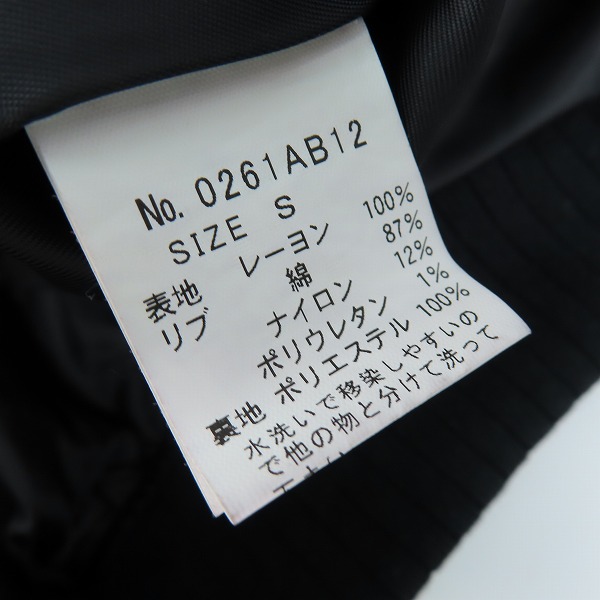 No. 0261AB12
SIZE S
表地 レーヨン 100%
リブ 綿 87%
ナイロン 12%
ポリウレタン 1%
裏地 ポリエステル 100%
水洗いで移染しやすいの
で他の物と分けて洗って